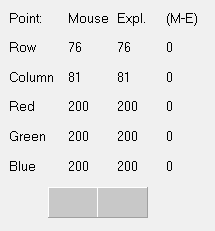 Point: Mouse Expl. (M-E)
Row 76 76 0
Column 81 81 0
Red 200 200 0
Green 200 200 0
Blue 200 200 0